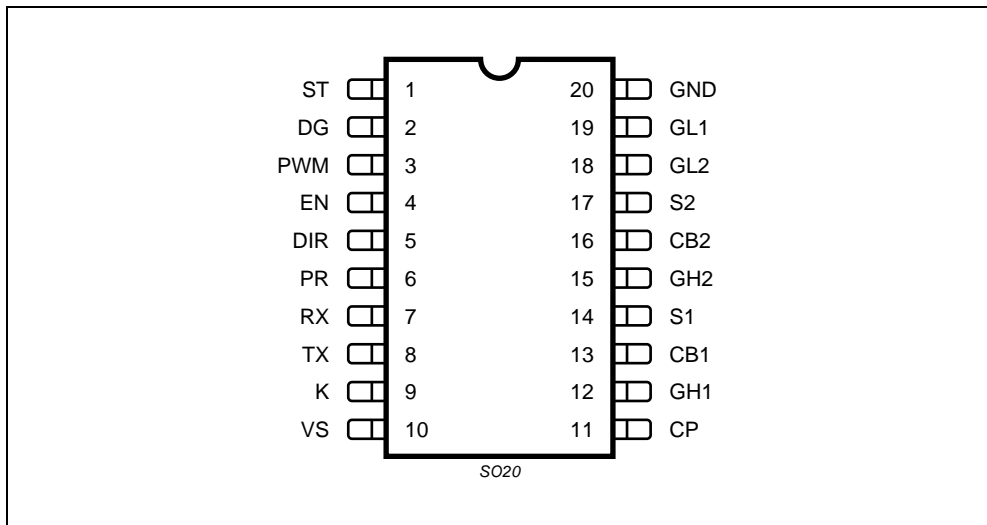 ST 1 20 GND
DG 2 19 GL1
PWM 3 18 GL2
EN 4 17 S2
DIR 5 16 CB2
PR 6 15 GH2
RX 7 14 S1
TX 8 13 CB1
K 9 12 GH1
VS 10 11 CP
SO20